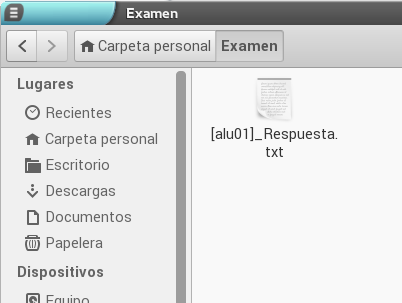 Examen
Carpeta personal
Examen
Lugares
Recientes
Carpeta personal
Escritorio
Descargas
Documentos
Papelera
Dispositivos
Equipo
[alu01]_Respuesta.
txt